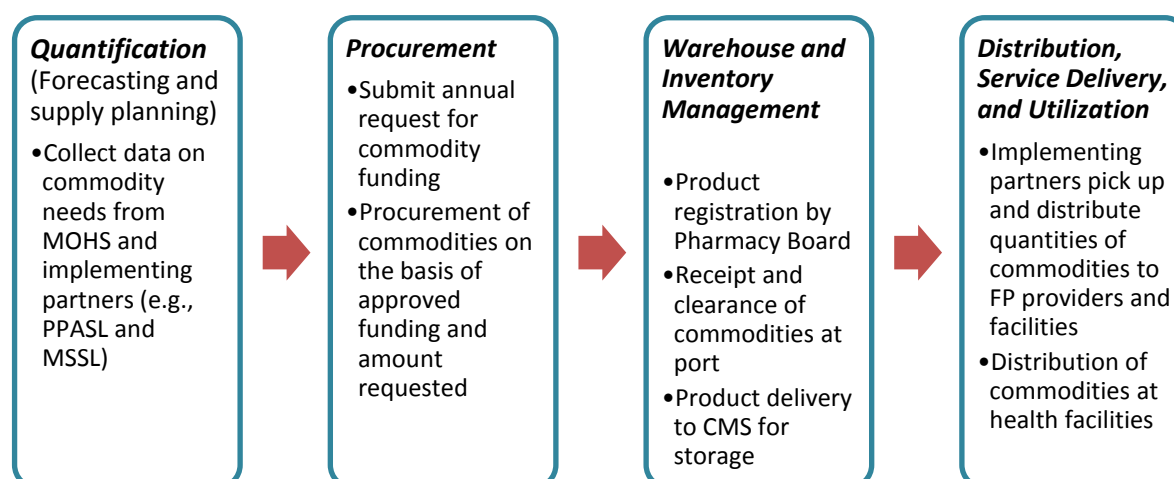 Quantification
(Forecasting and
supply planning)
•Collect data on
commodity
needs from
MOHS and
implementing
partners (e.g.,
PPASL and
MSSL)
Procurement
•Submit annual
request for
commodity
funding
•Procurement of
commodities on
the basis of
approved
funding and
amount
requested
Warehouse and
Inventory
Management
•Product
registration by
Pharmacy Board
•Receipt and
clearance of
commodities at
port
•Product delivery
to CMS for
storage
Distribution,
Service Delivery,
and Utilization
•Implementing
partners pick up
and distribute
quantities of
commodities to
FP providers and
facilities
•Distribution of
commodities at
health facilities